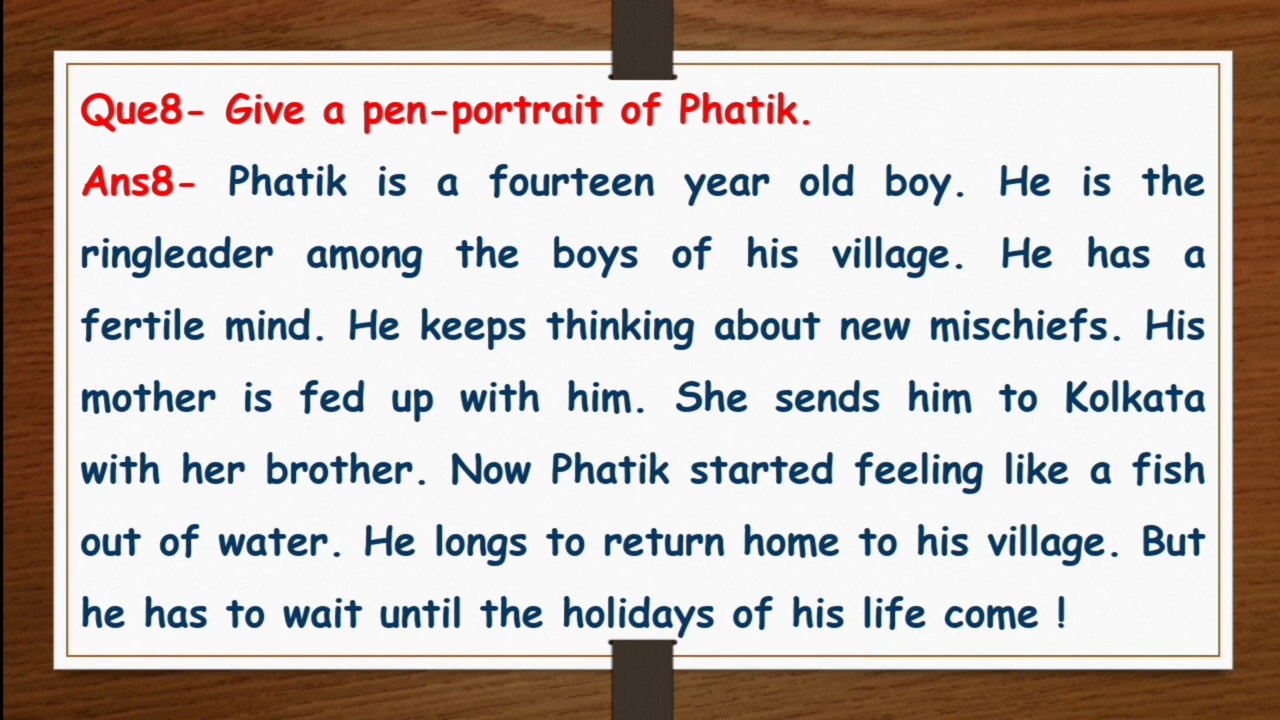 Que8- Give a pen-portrait of Phatik.
Ans8- Phatik is a fourteen year old boy. He is the
ringleader among the boys of his village. He has a
fertile mind. He keeps thinking about new mischiefs. His
mother is fed up with him. She sends him to Kolkata
with her brother. Now Phatik started feeling like a fish
out of water. He longs to return home to his village. But
he has to wait until the holidays of his life come !